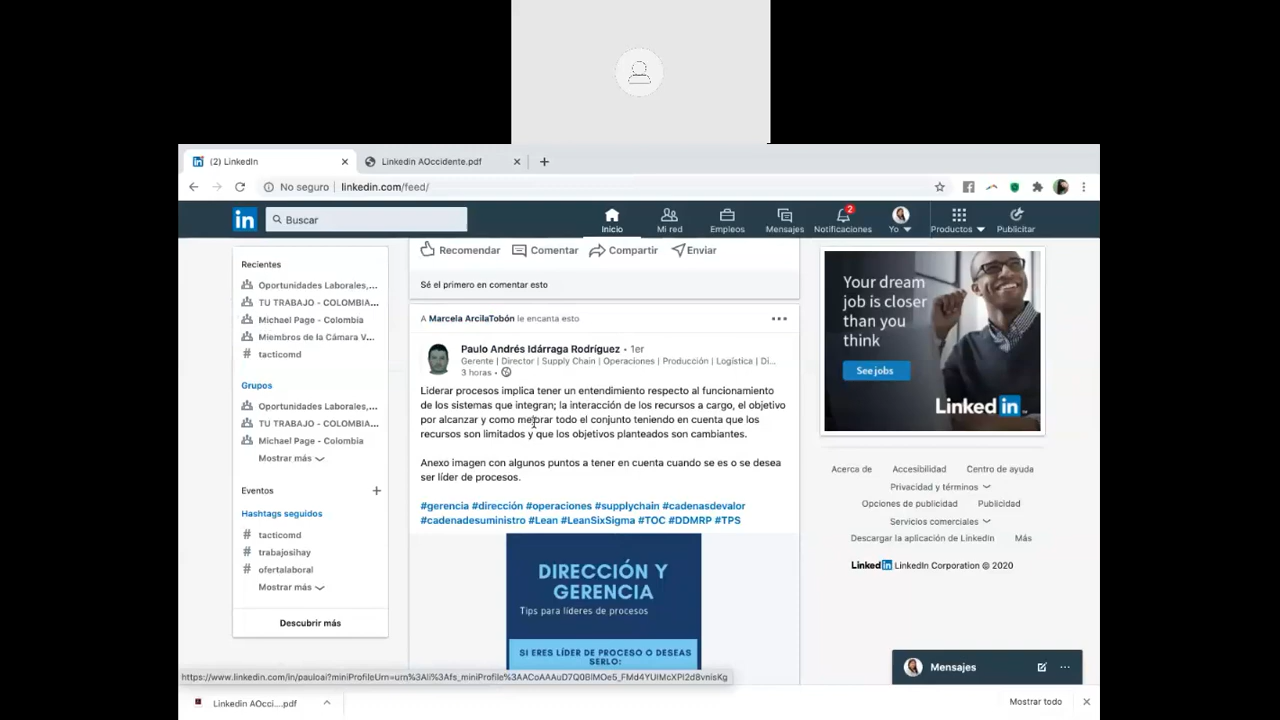 (2) LinkedIn
Linkedin AOccidente.pdf
No seguro
linkedin.com/feed/
in
Buscar
Inicio
Mi red
Empleos
Mensajes
2
Notificaciones
Yo
Productos
Publicitar
Recientes
Oportunidades Laborales,...
TU TRABAJO - COLOMBIA...
Michael Page - Colombia
Miembros de la Cámara V...
# tacticomd
Grupos
Oportunidades Laborales,...
TU TRABAJO - COLOMBIA...
Michael Page - Colombia
Mostrar más
Eventos
Hashtags seguidos
# tacticomd
# trabajosihay
# ofertalaboral
Mostrar más
Descubrir más
Recomendar
Comentar
Compartir
Enviar
Sé el primero en comentar esto
A Marcela ArcilaTobón le encanta esto
Paulo Andrés Idárraga Rodríguez • 1er
Gerente | Director | Supply Chain | Operaciones | Producción | Logística | Di...
3 horas •
Liderar procesos implica tener un entendimiento respecto al funcionamiento
de los sistemas que integran; la interacción de los recursos a cargo, el objetivo
por alcanzar y como mejorar todo el conjunto teniendo en cuenta que los
recursos son limitados y que los objetivos planteados son cambiantes.
Anexo imagen con algunos puntos a tener en cuenta cuando se es o se desea
ser líder de procesos.
#gerencia #dirección #operaciones #supplychain #cadenasdevalor
#cadenadesuministro #Lean #LeanSixSigma #TOC #DDMRP #TPS
DIRECCIÓN Y
GERENCIA
Tips para líderes de procesos
SI ERES LÍDER DE PROCESO O DESEAS
SERLO:
Your dream
job is closer
than you
think
See jobs
Linked in
Acerca de
Accesibilidad
Centro de ayuda
Privacidad y términos
Opciones de publicidad
Publicidad
Servicios comerciales
Descargar la aplicación de LinkedIn
Más
Linked in LinkedIn Corporation © 2020
Mensajes
Linkedin AOcci....pdf
Mostrar todo